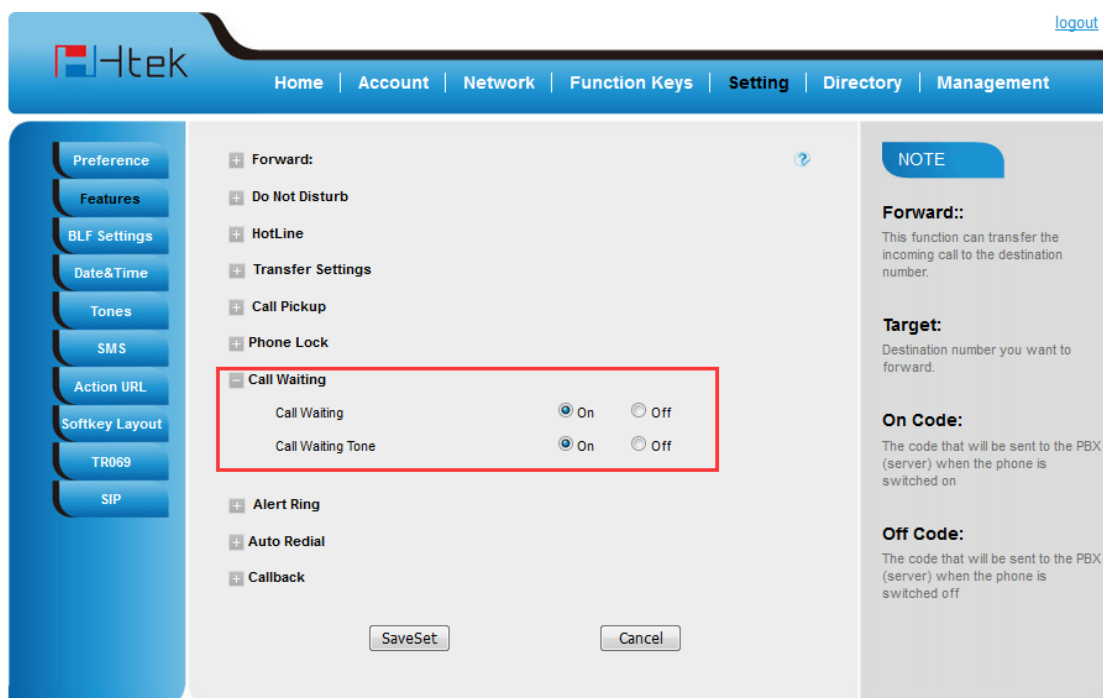 logout
Htek
Home | Account | Network | Function Keys | Setting | Directory | Management
Preference
Features
BLF Settings
Date&Time
Tones
SMS
Action URL
Softkey Layout
TR069
SIP
Forward:
Do Not Disturb
HotLine
Transfer Settings
Call Pickup
Phone Lock
Call Waiting
Call Waiting On Off
Call Waiting Tone On Off
Alert Ring
Auto Redial
Callback
SaveSet Cancel
NOTE
Forward::
This function can transfer the
incoming call to the destination
number.
Target:
Destination number you want to
forward.
On Code:
The code that will be sent to the PBX
(server) when the phone is
switched on
Off Code:
The code that will be sent to the PBX
(server) when the phone is
switched off